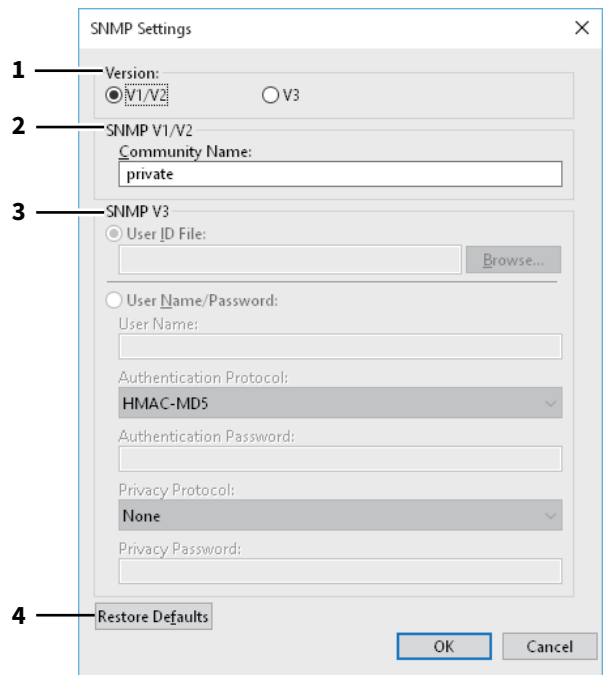 SNMP Settings
1
Version:
V1/V2 V3
2
SNMP V1/V2
Community Name:
private
3
SNMP V3
User ID File:
Browse...
User Name/Password:
User Name:
Authentication Protocol:
HMAC-MD5
Authentication Password:
Privacy Protocol:
None
Privacy Password:
4
Restore Defaults
OK Cancel